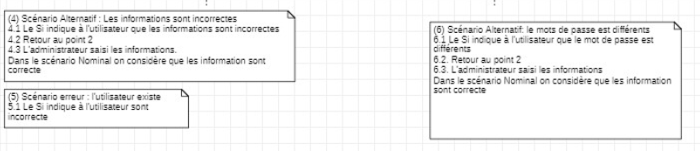 (4) Scénario Alternatif : Les informations sont incorrectes
4.1 Le Si indique à l'utilisateur que les informations sont incorrectes
4.2 Retour au point 2
4.3 L'administrateur saisi les informations.
Dans le scénario Nominal on considère que les information sont
correcte
(5) Scénario erreur : l'utilisateur existe
5.1 Le Si indique à l'utilisateur sont
incorrecte
(6) Scénario Alternatif: le mots de passe est différents
6.1 Le Si indique à l'utilisateur que le mot de passe est
différents
6.2. Retour au point 2
6.3. L'administrateur saisi les informations
Dans le scénario Nominal on considère que les information
sont correcte